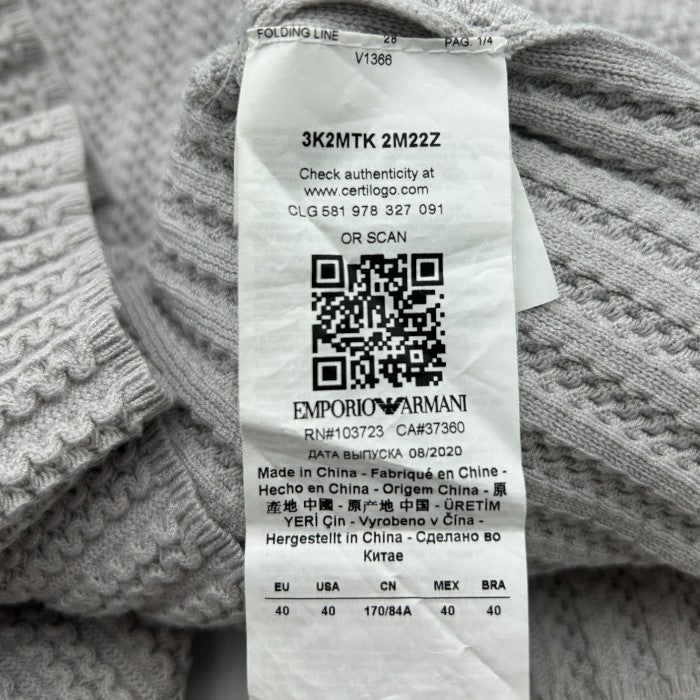 FOLDING LINE 28 PAG. 1/4
V1366
3K2MTK 2M22Z
Check authenticity at
www.certilogo.com
CLG 581 978 327 091
OR SCAN
EMPORIO ARMANI
RN#103723 CA#37360
ДАТА ВЫПУСКА 08/2020
Made in China - Fabriqué en Chine -
Hecho en China - Origem China - 原
產地 中國 - 原产地 中国 - ÜRETİM
YERİ Çin - Vyrobeno v Čína -
Hergestellt in China - Сделано во
Китае
EU USA CN MEX BRA
40 40 170/84A 40 40